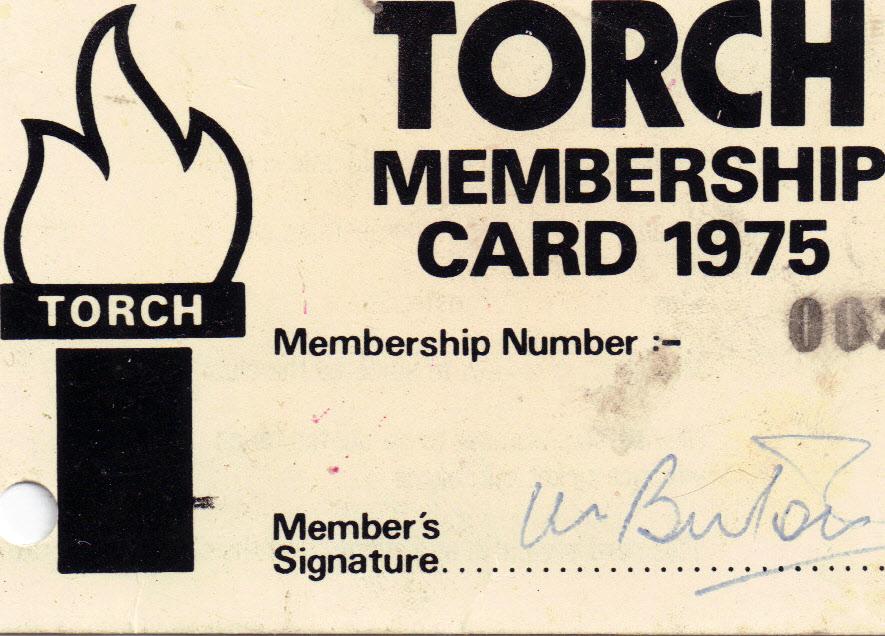 TORCH
MEMBERSHIP
CARD 1975
TORCH
Membership Number :-
Member's
Signature